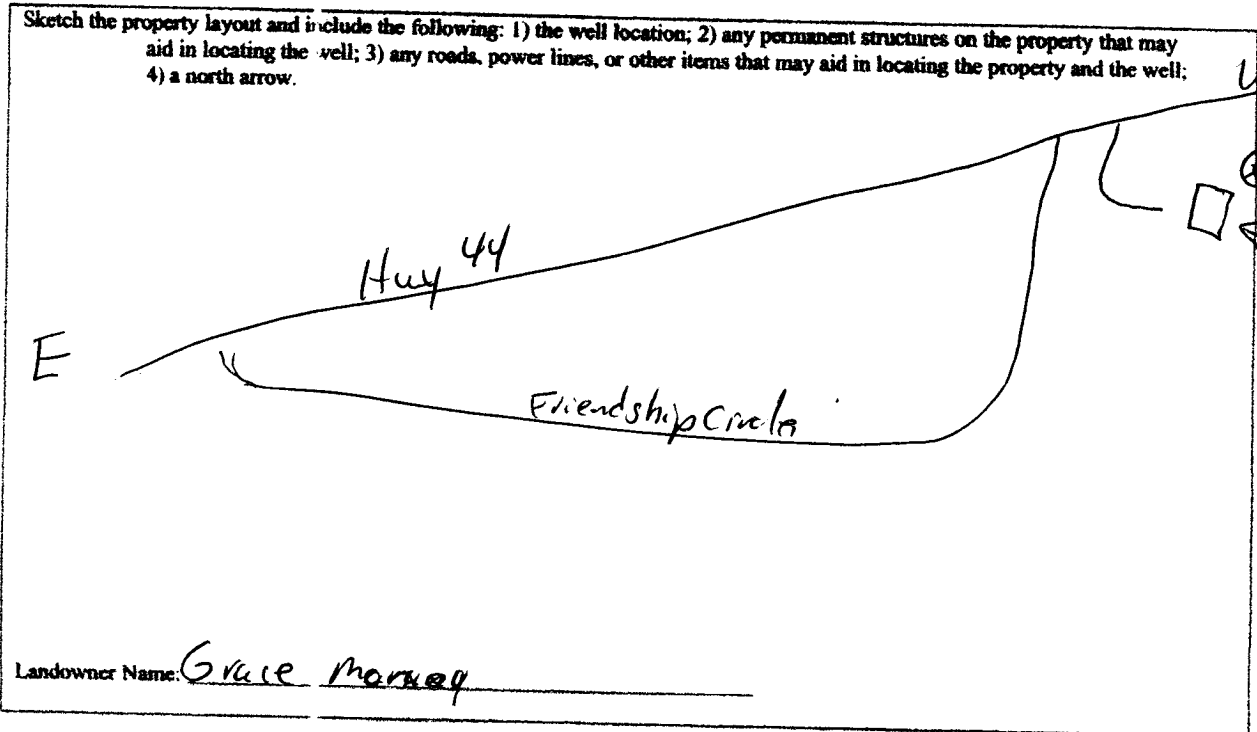 Sketch the property layout and include the following: 1) the well location; 2) any permanent structures on the property that may
aid in locating the well; 3) any roads, power lines, or other items that may aid in locating the property and the well;
4) a north arrow.
Hwy 44
E
Friendship Circle
Landowner Name: Grace